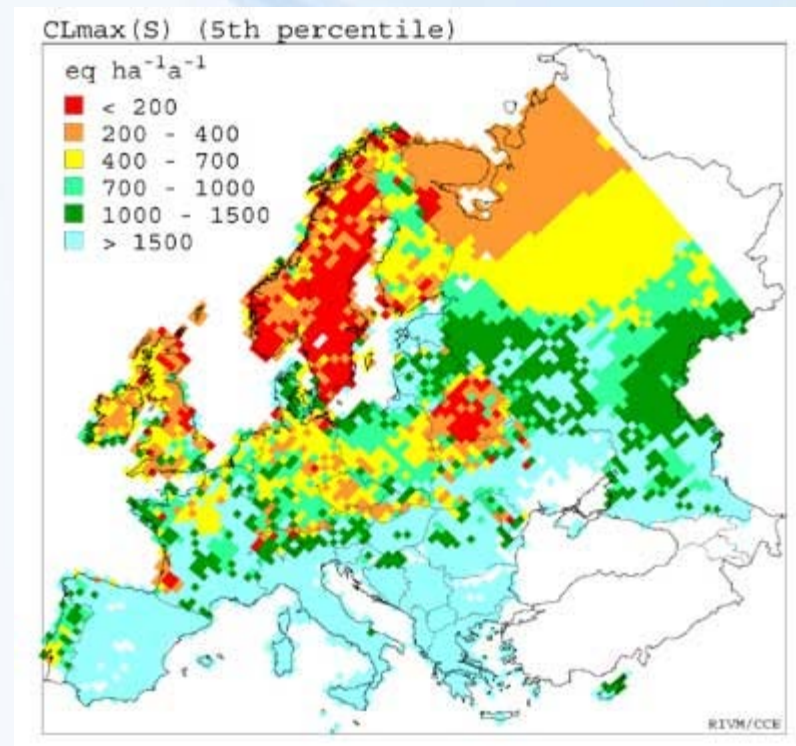 CLmax(S) (5th percentile)
eq ha⁻¹a⁻¹
< 200
200 - 400
400 - 700
700 - 1000
1000 - 1500
> 1500
RIVM/CCE